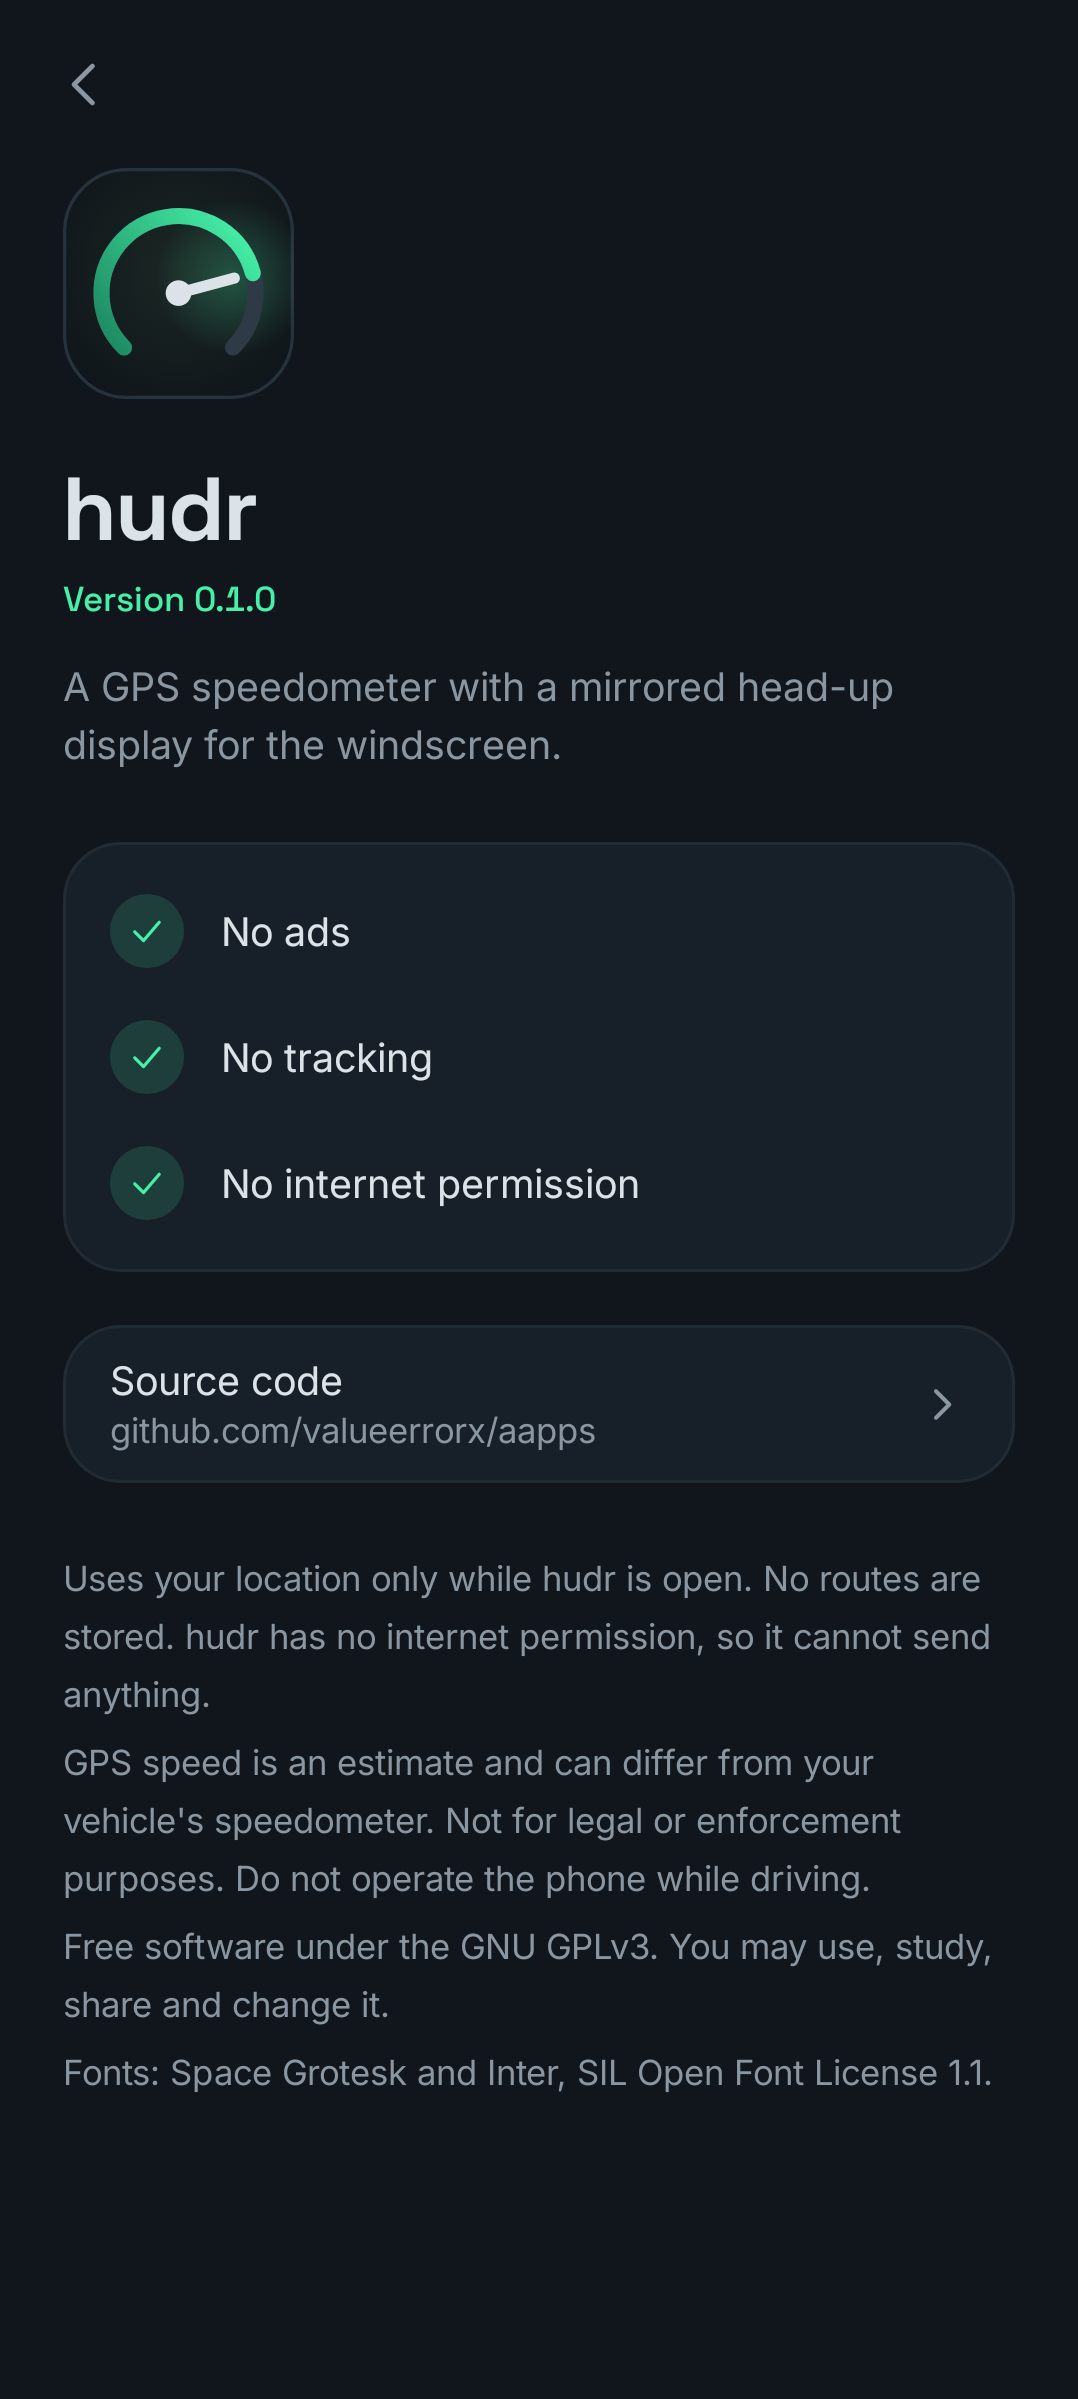 hudr
Version 0.1.0
A GPS speedometer with a mirrored head-up
display for the windscreen.
No ads
No tracking
No internet permission
Source code
github.com/valueerrorx/aapps
Uses your location only while hudr is open. No routes are
stored. hudr has no internet permission, so it cannot send
anything.
GPS speed is an estimate and can differ from your
vehicle's speedometer. Not for legal or enforcement
purposes. Do not operate the phone while driving.
Free software under the GNU GPLv3. You may use, study,
share and change it.
Fonts: Space Grotesk and Inter, SIL Open Font License 1.1.